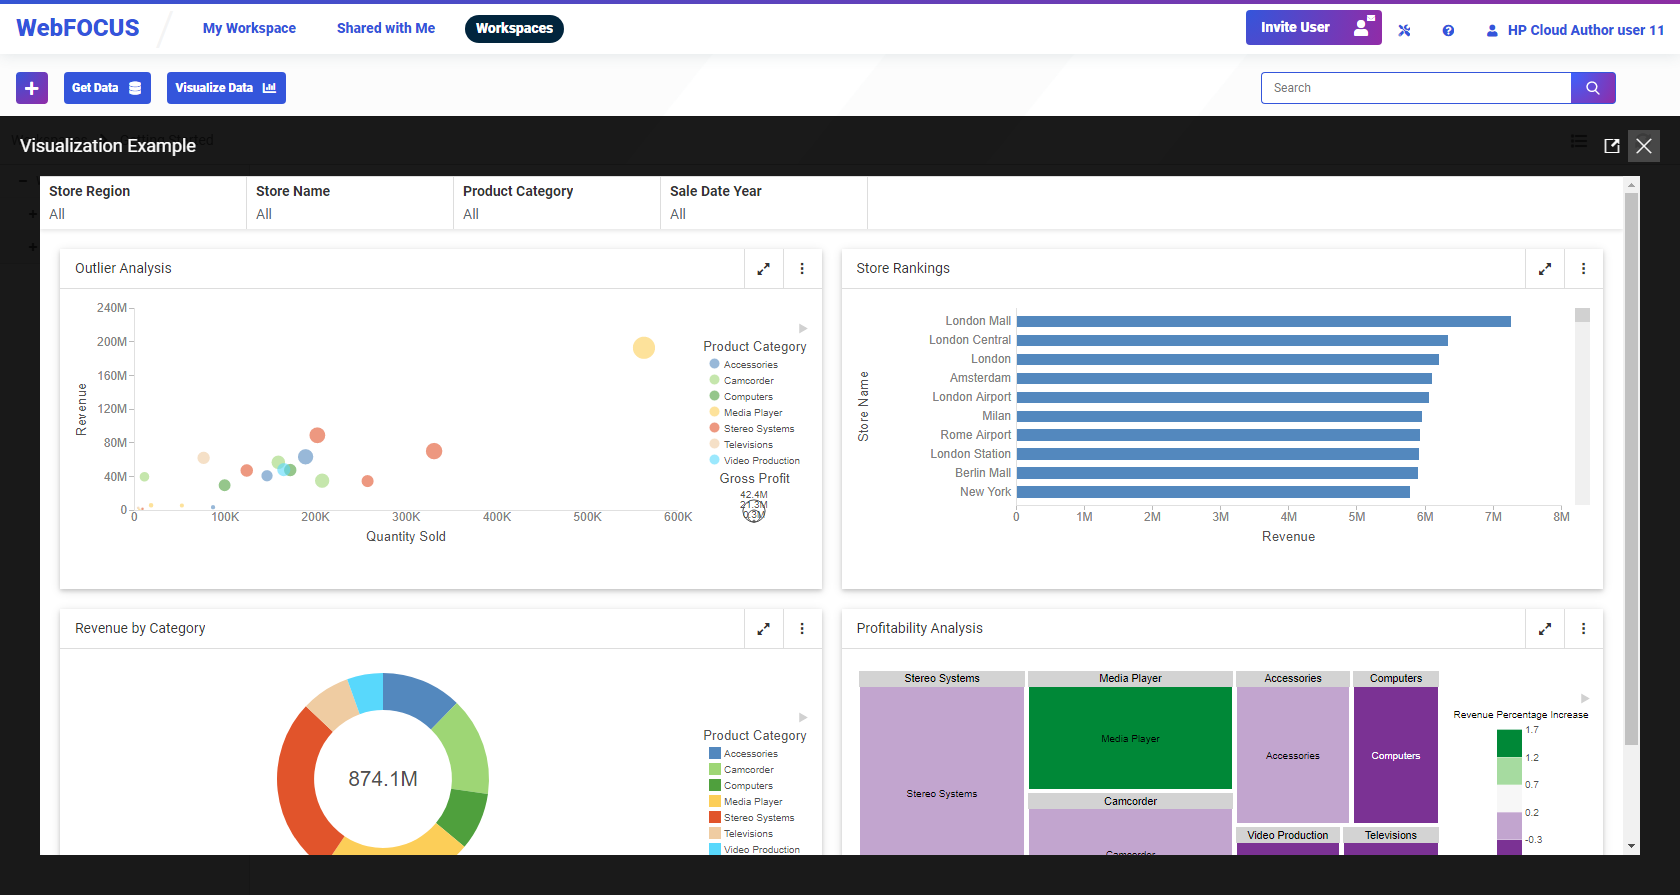 WebFOCUS
My Workspace
Shared with Me
Workspaces
Invite User
HP Cloud Author user 11
Get Data
Visualize Data
Search
Visualization Example
Store Region
All
Store Name
All
Product Category
All
Sale Date Year
All
Outlier Analysis
240M
200M
160M
120M
80M
40M
0
Revenue
0
100K
200K
300K
400K
500K
600K
Quantity Sold
Product Category
Accessories
Camcorder
Computers
Media Player
Stereo Systems
Televisions
Video Production
Gross Profit
42.4M
21.3M
0.3M
Store Rankings
Store Name
London Mall
London Central
London
Amsterdam
London Airport
Milan
Rome Airport
London Station
Berlin Mall
New York
0
1M
2M
3M
4M
5M
6M
7M
8M
Revenue
Revenue by Category
874.1M
Product Category
Accessories
Camcorder
Computers
Media Player
Stereo Systems
Televisions
Video Production
Profitability Analysis
Stereo Systems
Stereo Systems
Media Player
Media Player
Camcorder
Camcorder
Accessories
Accessories
Computers
Computers
Video Production
Televisions
Revenue Percentage Increase
1.7
1.2
0.7
0.2
-0.3